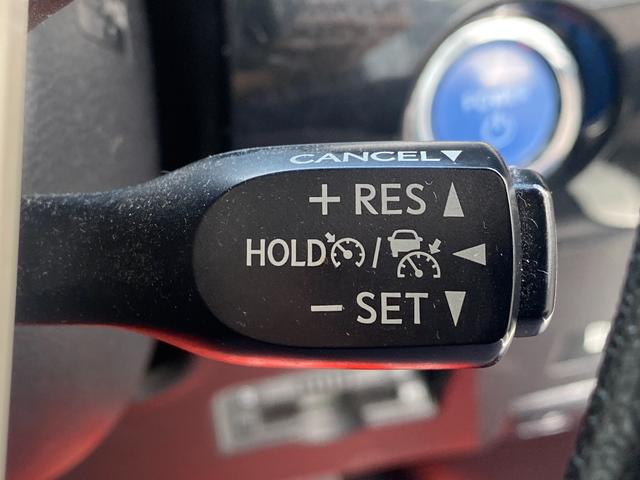 POWER
CANCEL▼
+ RES ▲
HOLD / ◀
− SET ▼